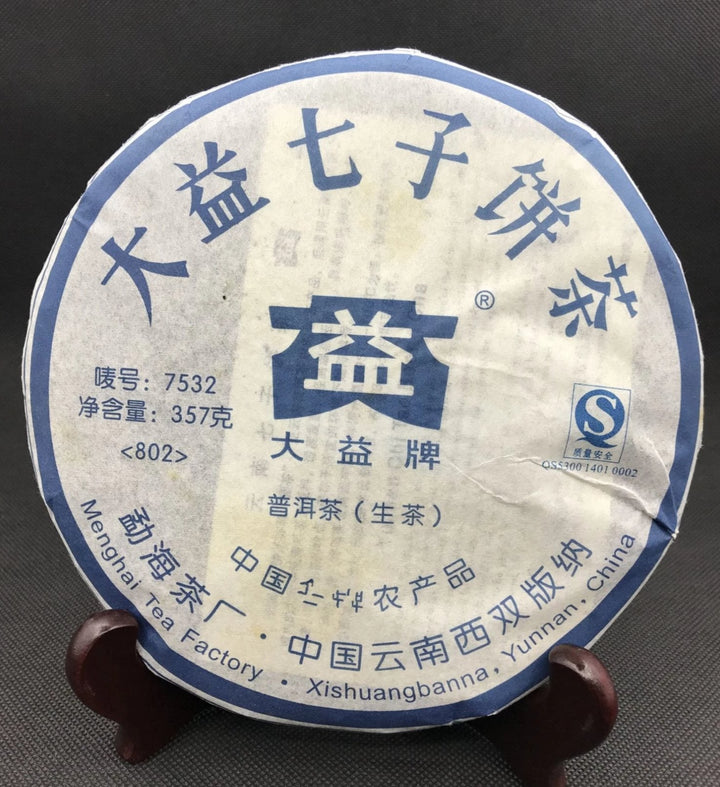 大益七子饼茶
益
®
大益牌
唛号：7532
净含量：357克
<802>
S
质量安全
QS5300 1401 0002
普洱茶（生茶）
中国 农产品
勐海茶厂·中国云南西双版纳
Menghai Tea Factory · Xishuangbanna, Yunnan, China